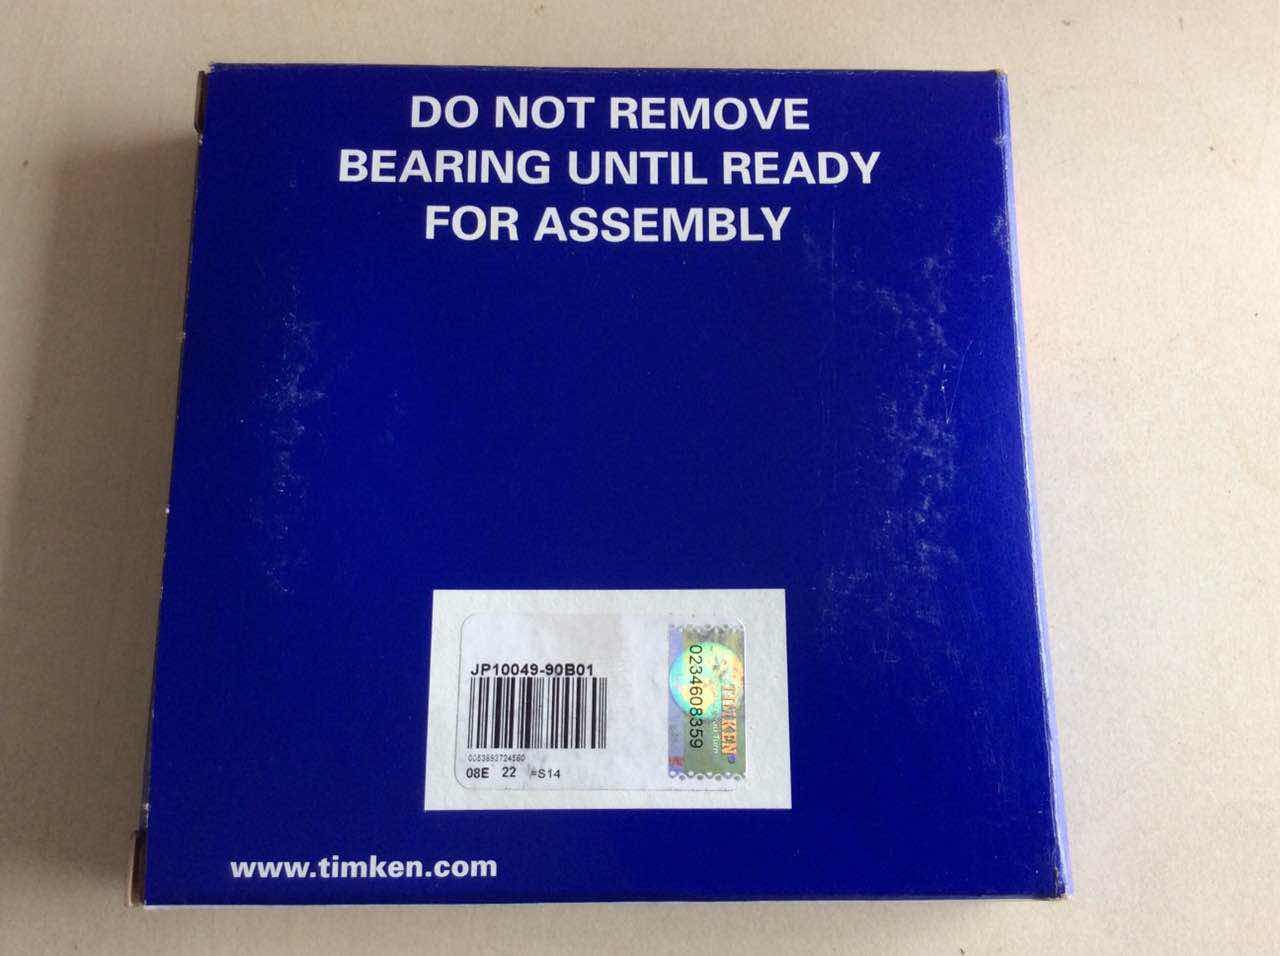 DO NOT REMOVE
BEARING UNTIL READY
FOR ASSEMBLY
JP10049-90B01
08E 22 =S14
0234608359
TIMKEN
www.timken.com